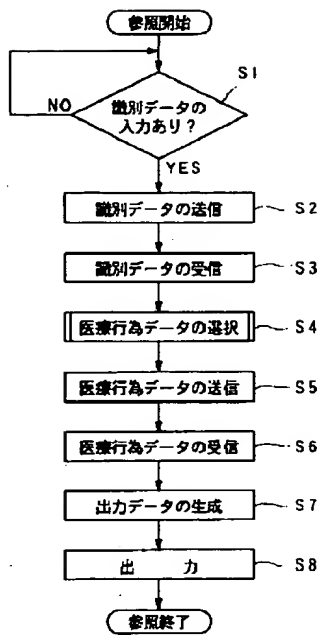 参照開始
S1
NO
識別データの
入力あり?
YES
識別データの送信
S2
識別データの受信
S3
医療行為データの選択
S4
医療行為データの送信
S5
医療行為データの受信
S6
出力データの生成
S7
出 力
S8
参照終了